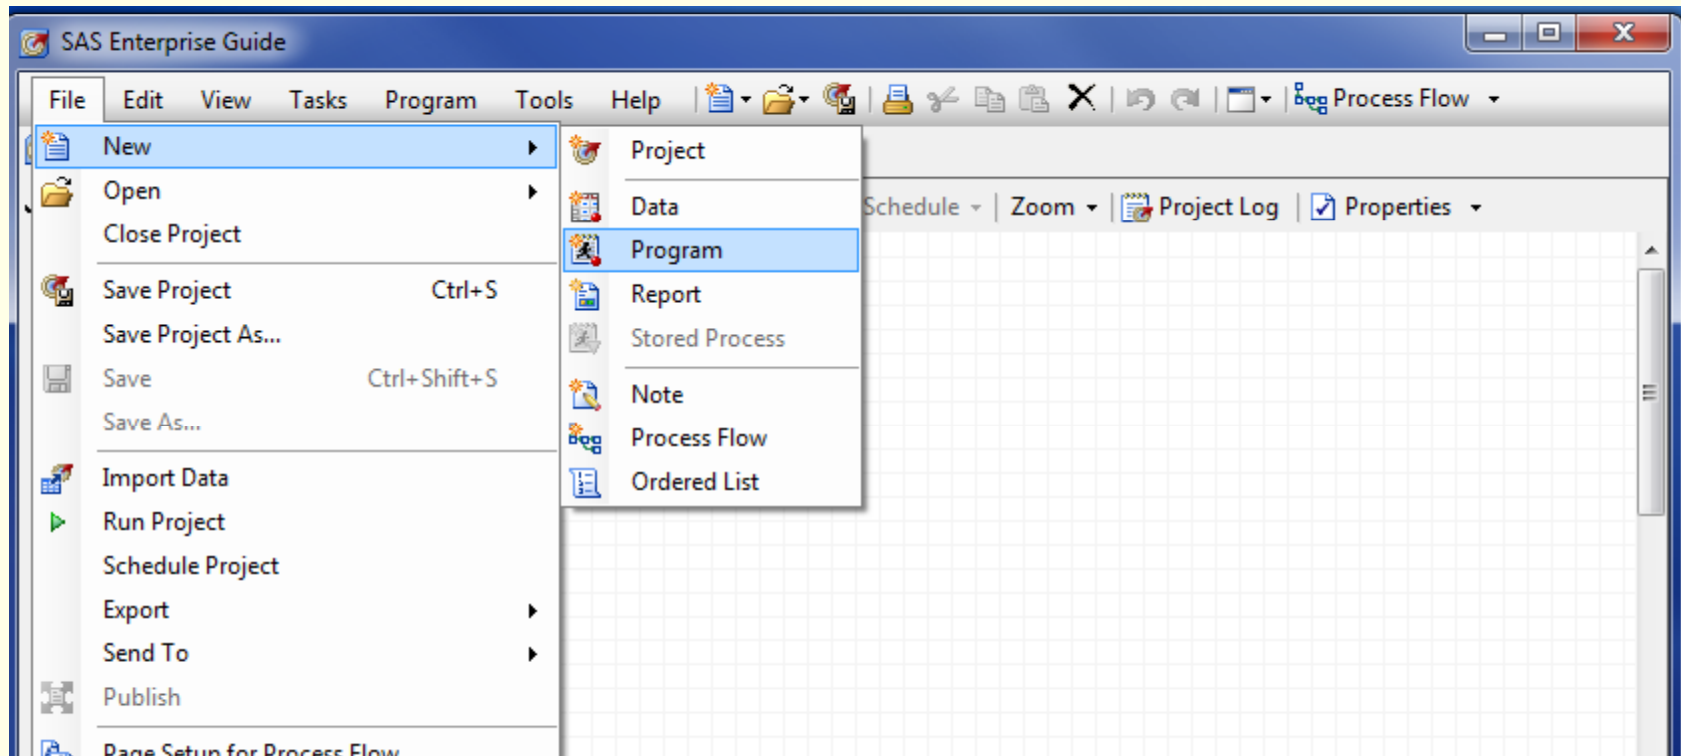 SAS Enterprise Guide
File Edit View Tasks Program Tools Help Process Flow
New
Open
Close Project
Save Project Ctrl+S
Save Project As...
Save Ctrl+Shift+S
Save As...
Import Data
Run Project
Schedule Project
Export
Send To
Publish
Page Setup for Process Flow
Project
Data
Program
Report
Stored Process
Note
Process Flow
Ordered List
Schedule Zoom Project Log Properties